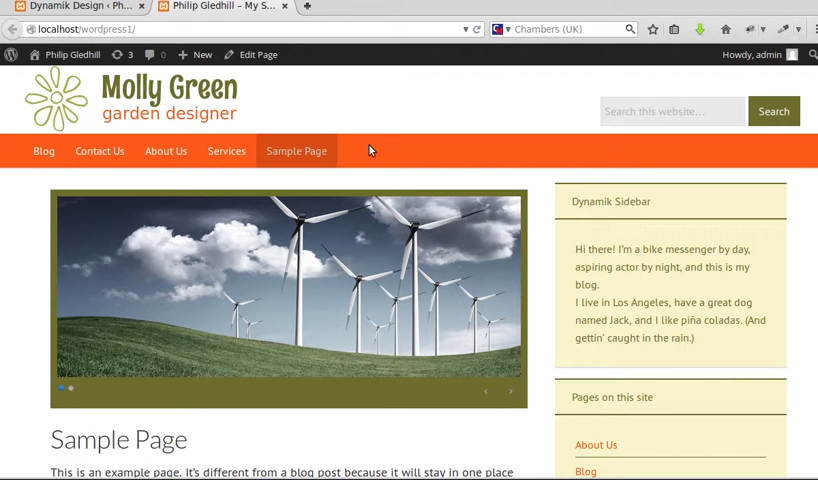 Dynamik Design ‹ Ph...
Philip Gledhill – My S...
localhost/wordpress1/
Chambers (UK)
Philip Gledhill
3
0
New
Edit Page
Howdy, admin
Molly Green
garden designer
Search this website…
Search
Blog
Contact Us
About Us
Services
Sample Page
Dynamik Sidebar
Hi there! I'm a bike messenger by day,
aspiring actor by night, and this is my
blog.
I live in Los Angeles, have a great dog
named Jack, and I like piña coladas. (And
gettin' caught in the rain.)
Pages on this site
About Us
Blog
Sample Page
This is an example page. It's different from a blog post because it will stay in one place